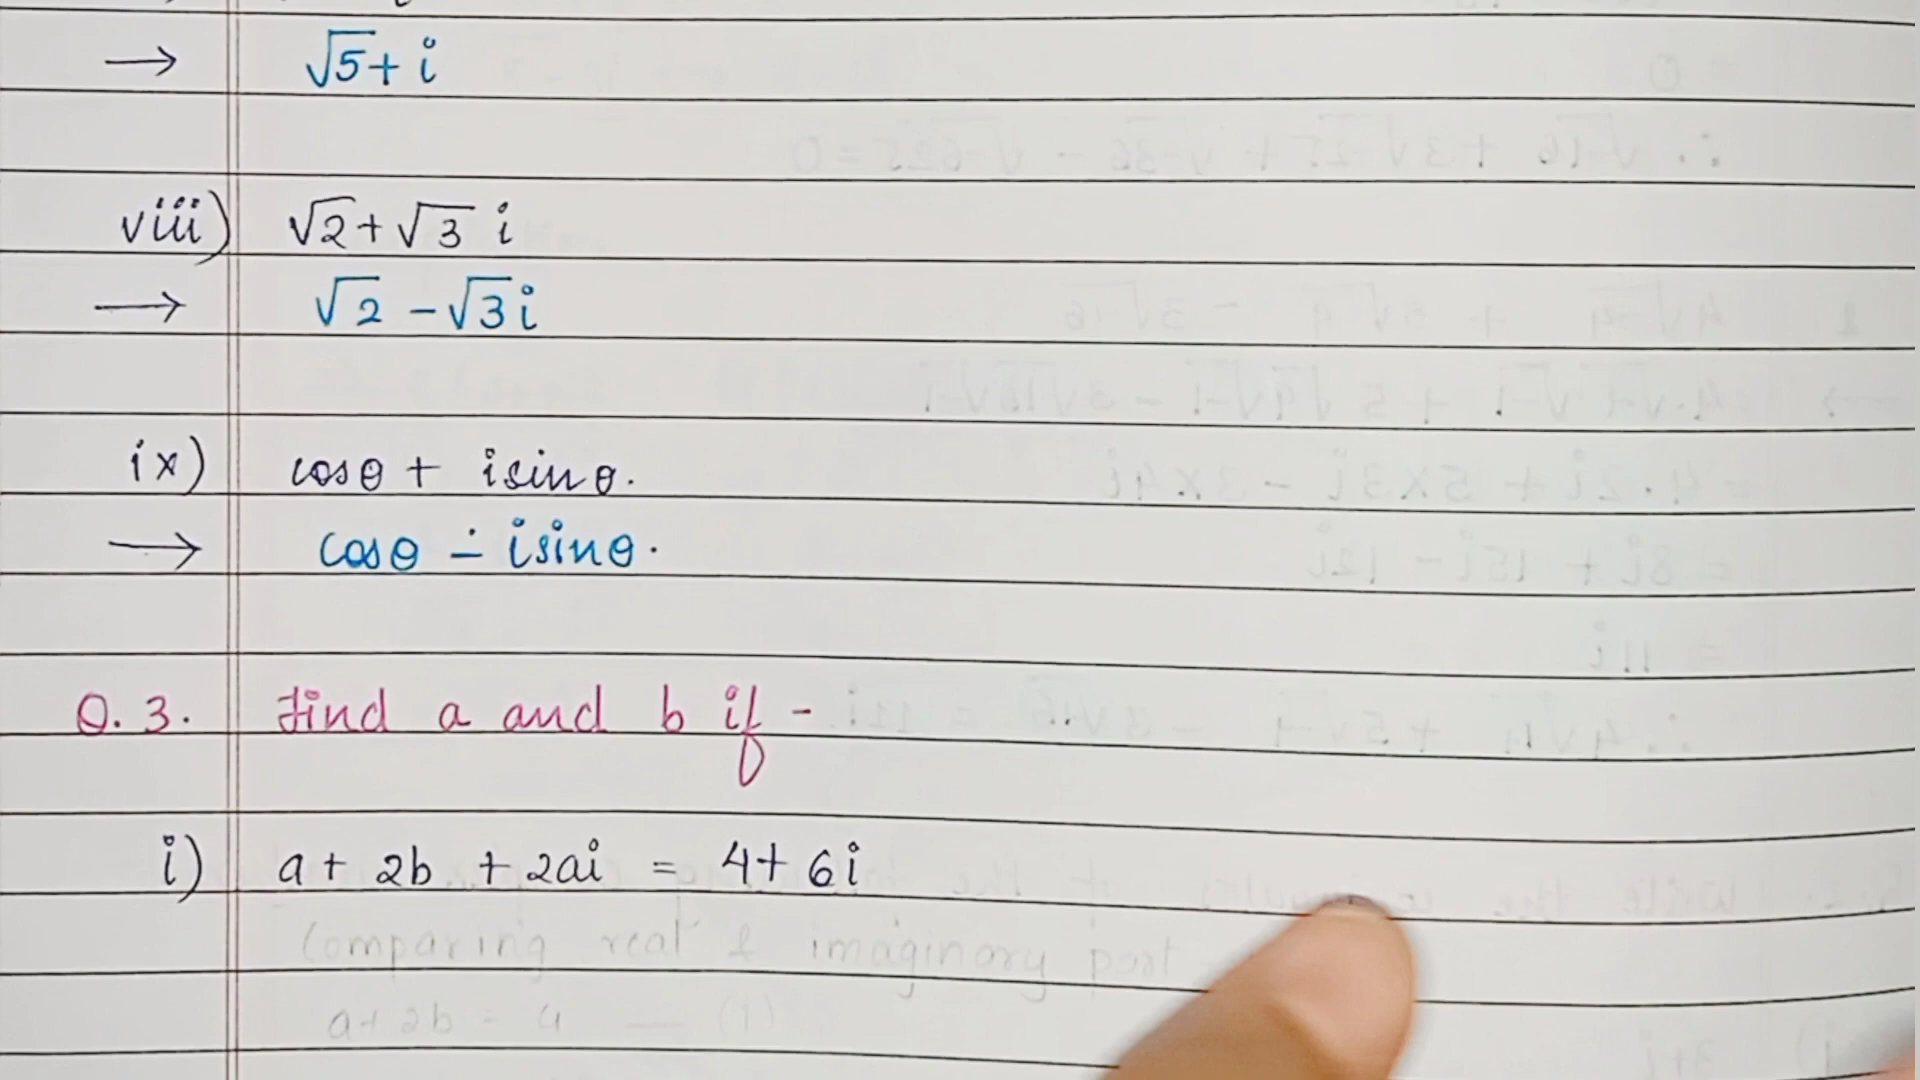 → √5 + i
viii) √2 + √3 i
→ √2 - √3 i
ix) cosθ + i sinθ.
→ cosθ - i sinθ.
Q. 3. find a and b if -
i) a + 2b + 2ai = 4 + 6i
Comparing real & imaginary part -
a + 2b = 4 — (1)